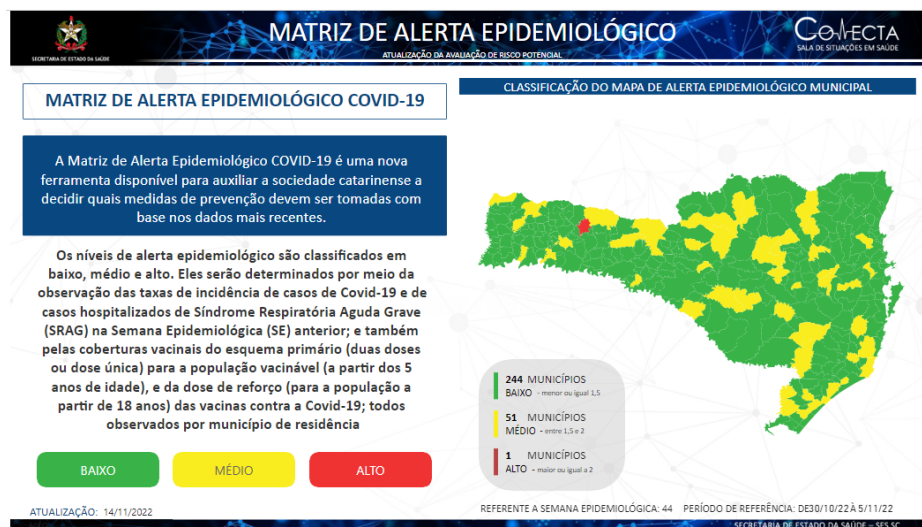 MATRIZ DE ALERTA EPIDEMIOLÓGICO
ATUALIZAÇÃO DA AVALIAÇÃO DE RISCO POTENCIAL
SECRETARIA DE ESTADO DA SAÚDE
CONECTA
SALA DE SITUAÇÕES EM SAÚDE
MATRIZ DE ALERTA EPIDEMIOLÓGICO COVID-19
A Matriz de Alerta Epidemiológico COVID-19 é uma nova
ferramenta disponível para auxiliar a sociedade catarinense a
decidir quais medidas de prevenção devem ser tomadas com
base nos dados mais recentes.
Os níveis de alerta epidemiológico são classificados em
baixo, médio e alto. Eles serão determinados por meio da
observação das taxas de incidência de casos de Covid-19 e de
casos hospitalizados de Síndrome Respiratória Aguda Grave
(SRAG) na Semana Epidemiológica (SE) anterior; e também
pelas coberturas vacinais do esquema primário (duas doses
ou dose única) para a população vacinável (a partir dos 5
anos de idade), e da dose de reforço (para a população a
partir de 18 anos) das vacinas contra a Covid-19; todos
observados por município de residência
BAIXO
MÉDIO
ALTO
ATUALIZAÇÃO: 14/11/2022
CLASSIFICAÇÃO DO MAPA DE ALERTA EPIDEMIOLÓGICO MUNICIPAL
244 MUNICÍPIOS
BAIXO - menor ou igual 1,5
51 MUNICÍPIOS
MÉDIO - entre 1,5 e 2
1 MUNICÍPIOS
ALTO - maior ou igual a 2
REFERENTE A SEMANA EPIDEMIOLÓGICA: 44 PERÍODO DE REFERÊNCIA: DE30/10/22 À 5/11/22
SECRETARIA DE ESTADO DA SAÚDE – SES SC